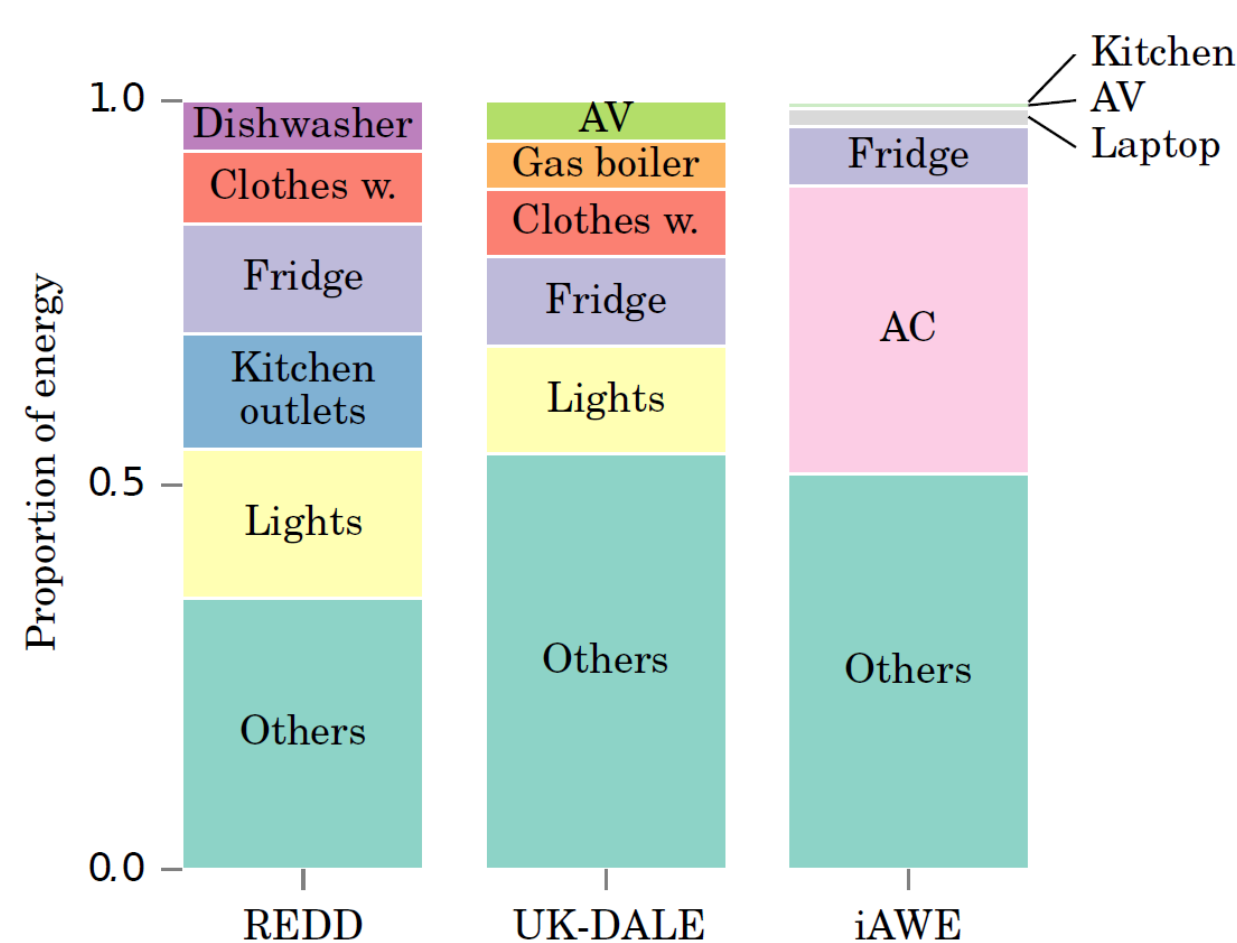 Proportion of energy
1.0
0.5
0.0
Dishwasher
Clothes w.
Fridge
Kitchen
outlets
Lights
Others
REDD
AV
Gas boiler
Clothes w.
Fridge
Lights
Others
UK-DALE
Kitchen
AV
Laptop
Fridge
AC
Others
iAWE